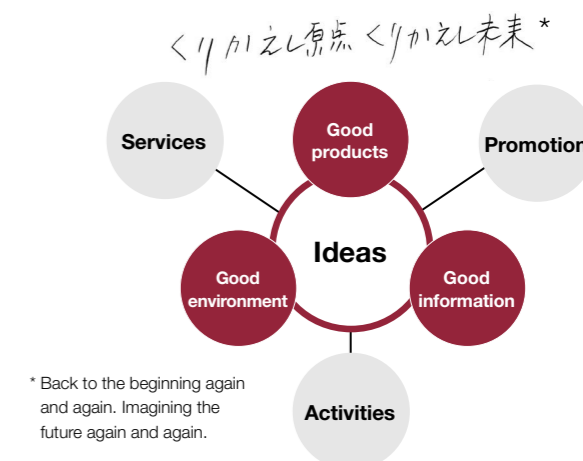 くりかえし原点 くりかえし未来*
Good
products
Services
Promotion
Ideas
Good
environment
Good
information
* Back to the beginning again
and again. Imagining the
future again and again.
Activities